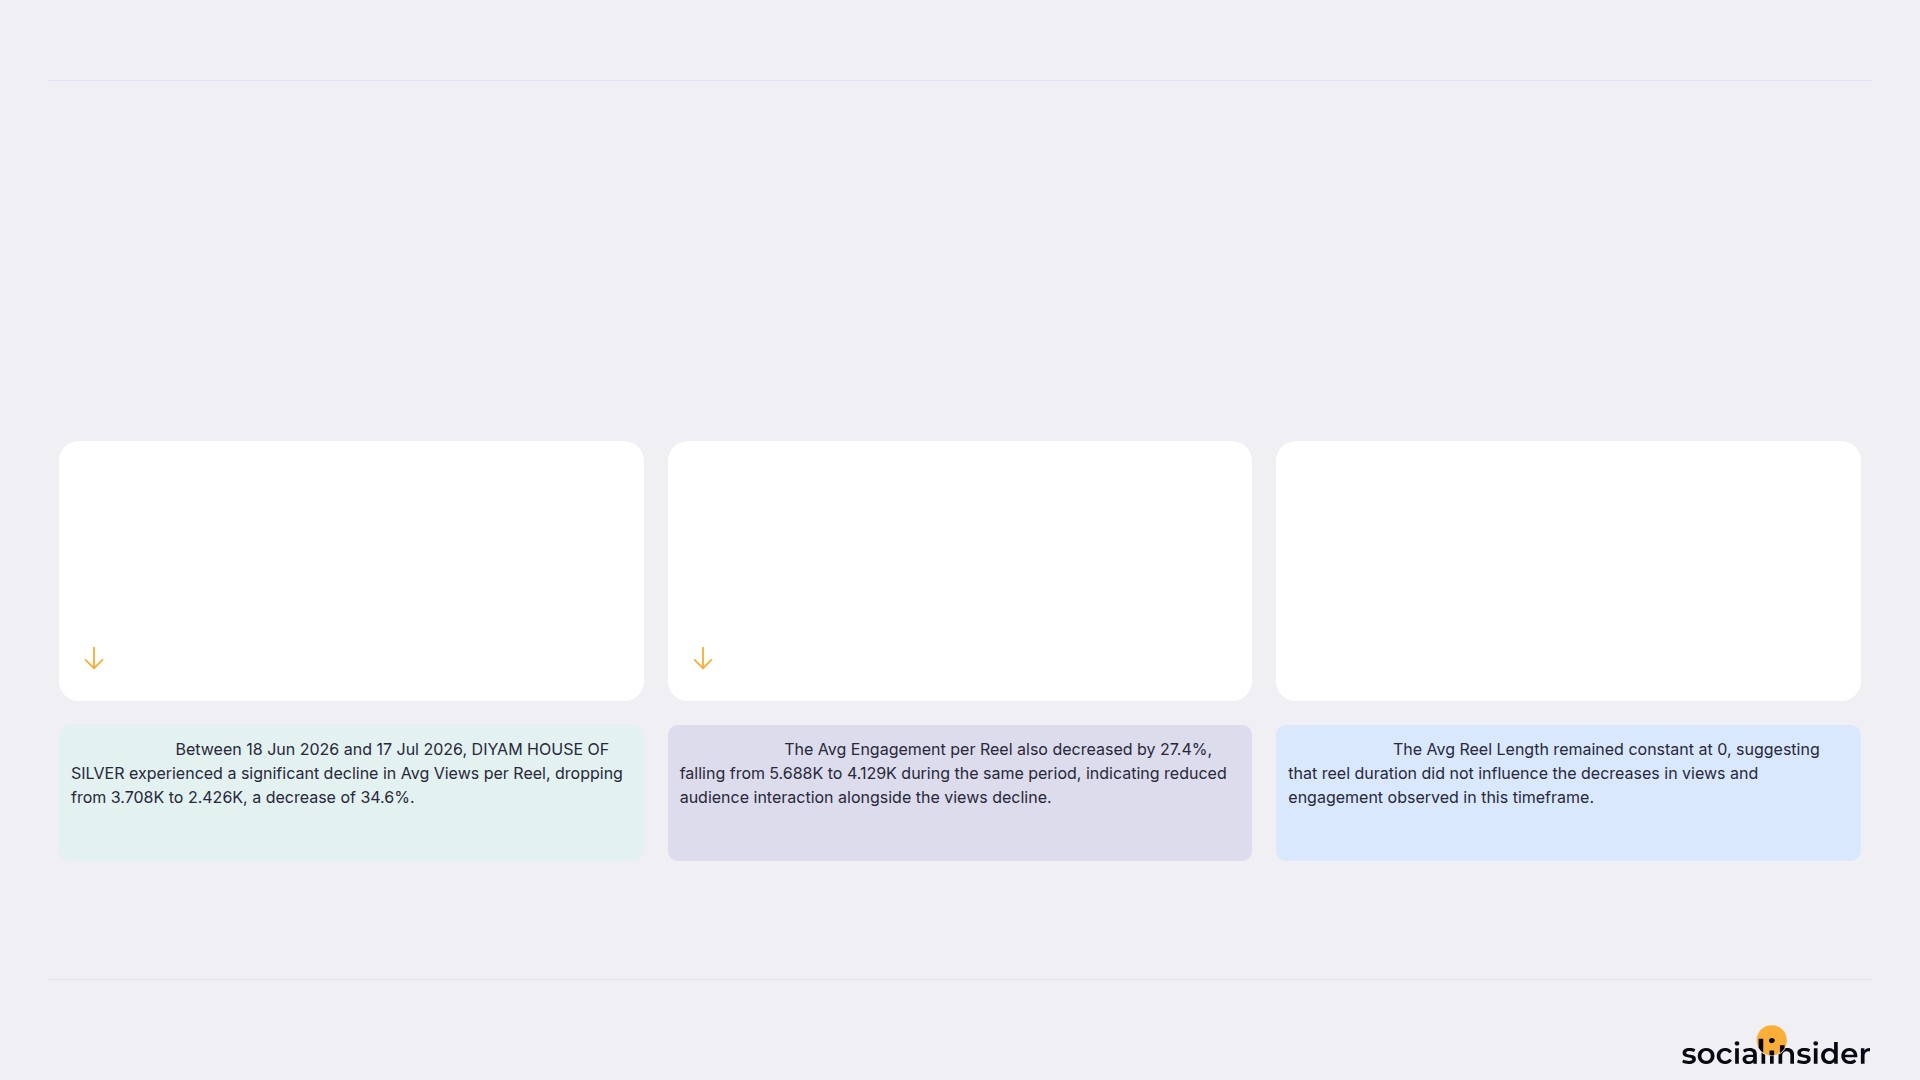 Between 18 Jun 2026 and 17 Jul 2026, DIYAM HOUSE OF
SILVER experienced a significant decline in Avg Views per Reel, dropping
from 3.708K to 2.426K, a decrease of 34.6%.
The Avg Engagement per Reel also decreased by 27.4%,
falling from 5.688K to 4.129K during the same period, indicating reduced
audience interaction alongside the views decline.
The Avg Reel Length remained constant at 0, suggesting
that reel duration did not influence the decreases in views and
engagement observed in this timeframe.
socialinsider